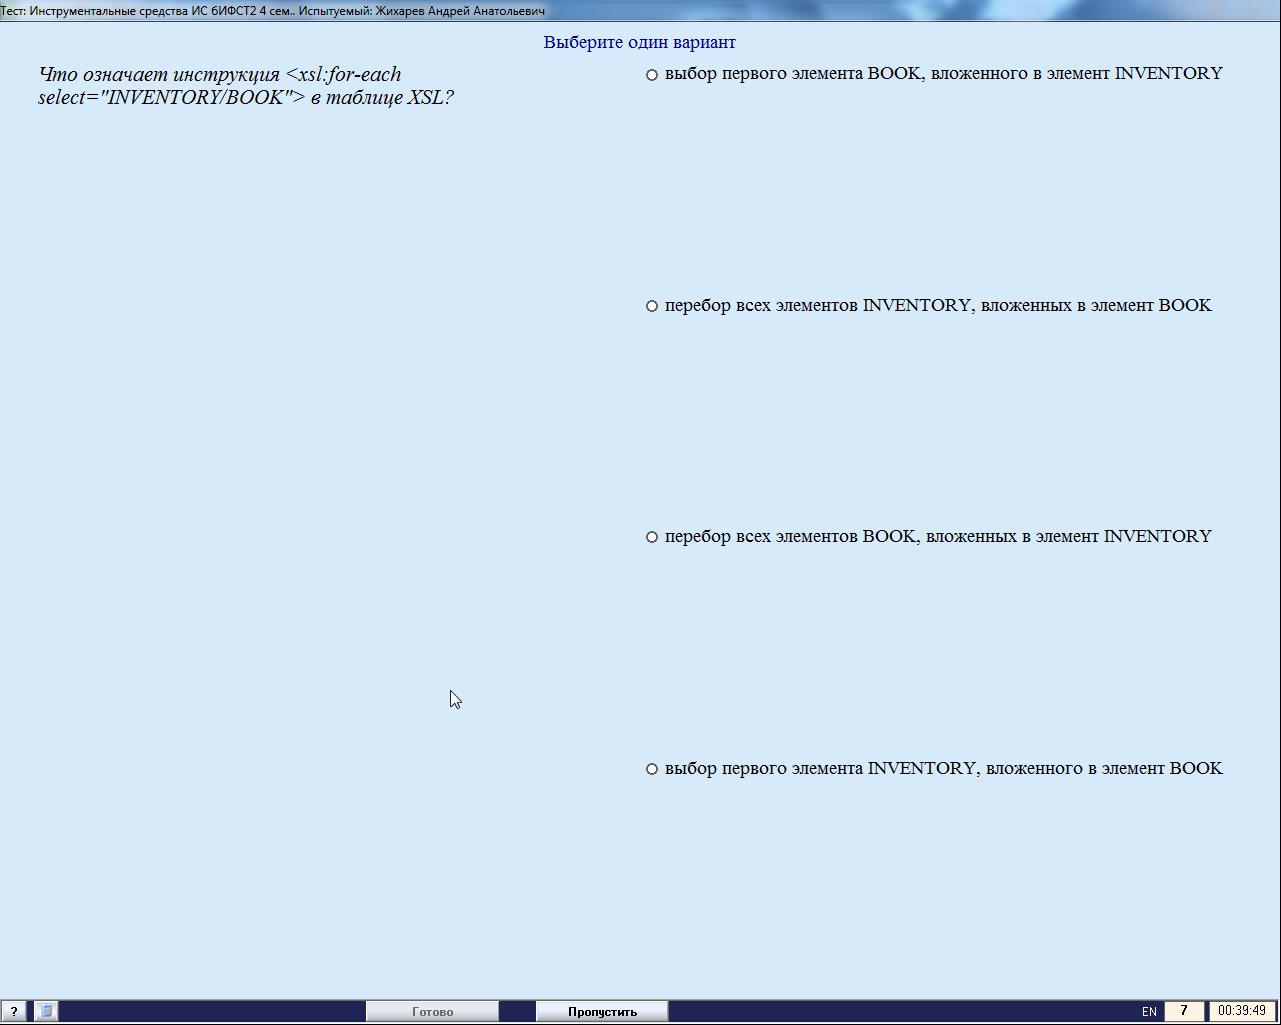 Тест: Инструментальные средства ИС бИФСТ2 4 сем.. Испытуемый: Жихарев Андрей Анатольевич
Выберите один вариант
Что означает инструкция <xsl:for-each
select="INVENTORY/BOOK"> в таблице XSL?
выбор первого элемента BOOK, вложенного в элемент INVENTORY
перебор всех элементов INVENTORY, вложенных в элемент BOOK
перебор всех элементов BOOK, вложенных в элемент INVENTORY
выбор первого элемента INVENTORY, вложенного в элемент BOOK
? Готово Пропустить EN 7 00:39:49